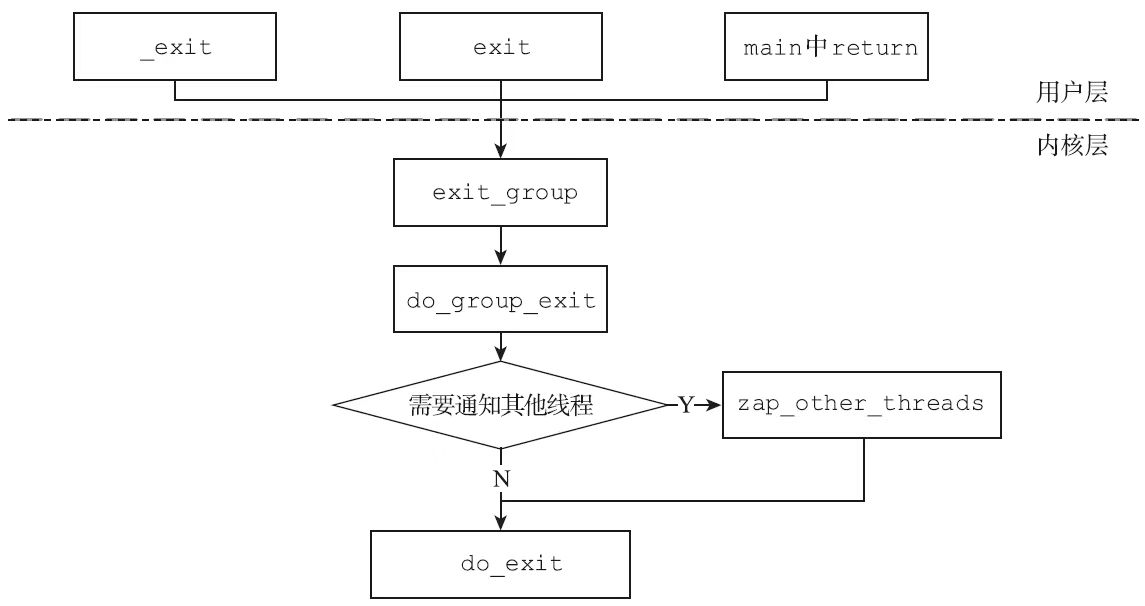 _exit
exit
main中return
用户层
内核层
exit_group
do_group_exit
需要通知其他线程
Y
zap_other_threads
N
do_exit